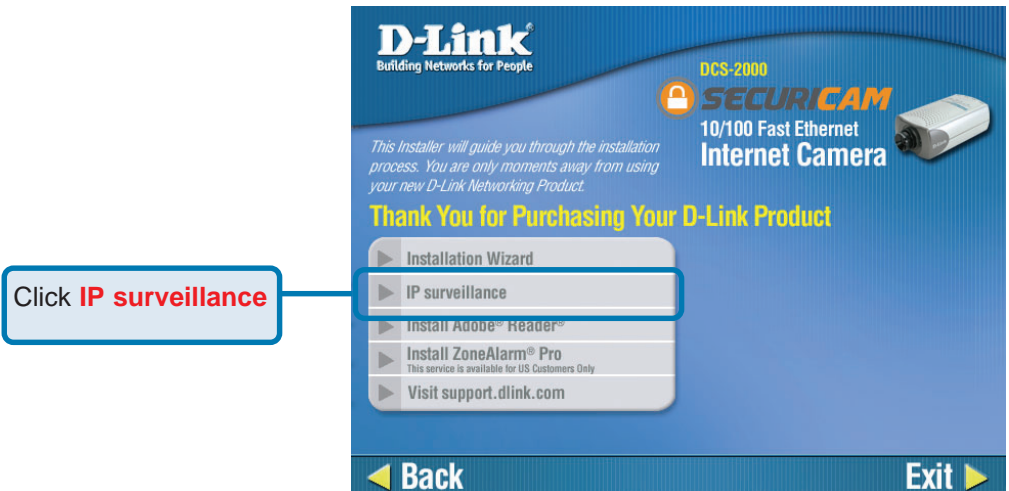 D-Link®
Building Networks for People
DCS-2000
SECURICAM
10/100 Fast Ethernet
Internet Camera
This Installer will guide you through the installation
process. You are only moments away from using
your new D-Link Networking Product.
Thank You for Purchasing Your D-Link Product
Installation Wizard
IP surveillance
Install Adobe® Reader®
Install ZoneAlarm® Pro
This service is available for US Customers Only
Visit support.dlink.com
Click IP surveillance
Back
Exit